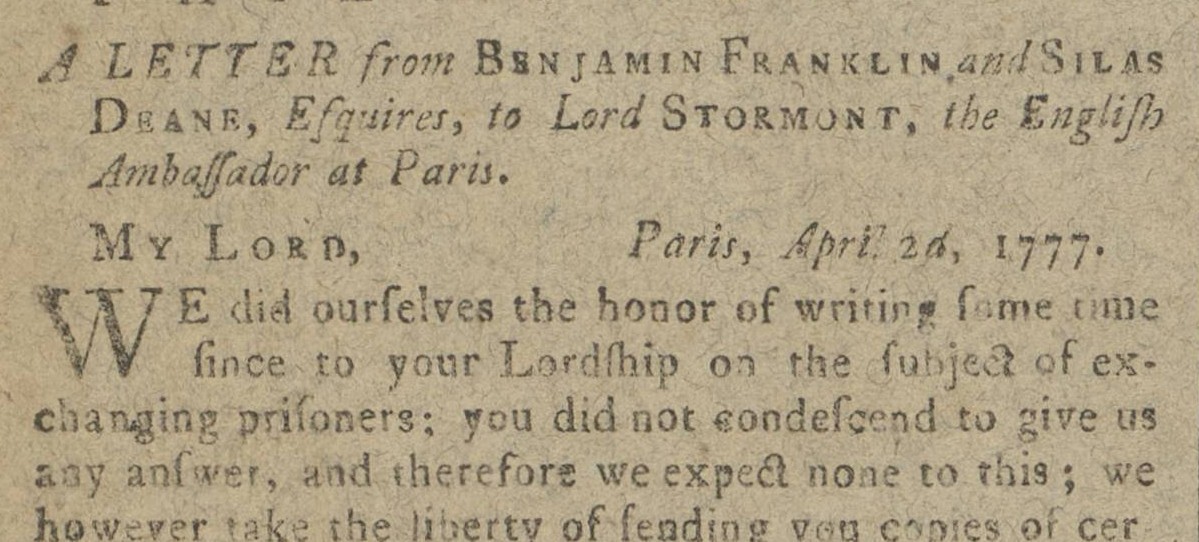 A LETTER from BENJAMIN FRANKLIN and SILAS
DEANE, Eſquires, to Lord STORMONT, the Engliſh
Ambaſſador at Paris.
MY LORD,          Paris, April 2d, 1777.
WE did ourſelves the honor of writing ſome time
ſince to your Lordſhip on the ſubject of ex-
changing priſoners; you did not condeſcend to give us
any anſwer, and therefore we expect none to this; we
however take the liberty of ſending you copies of cer-